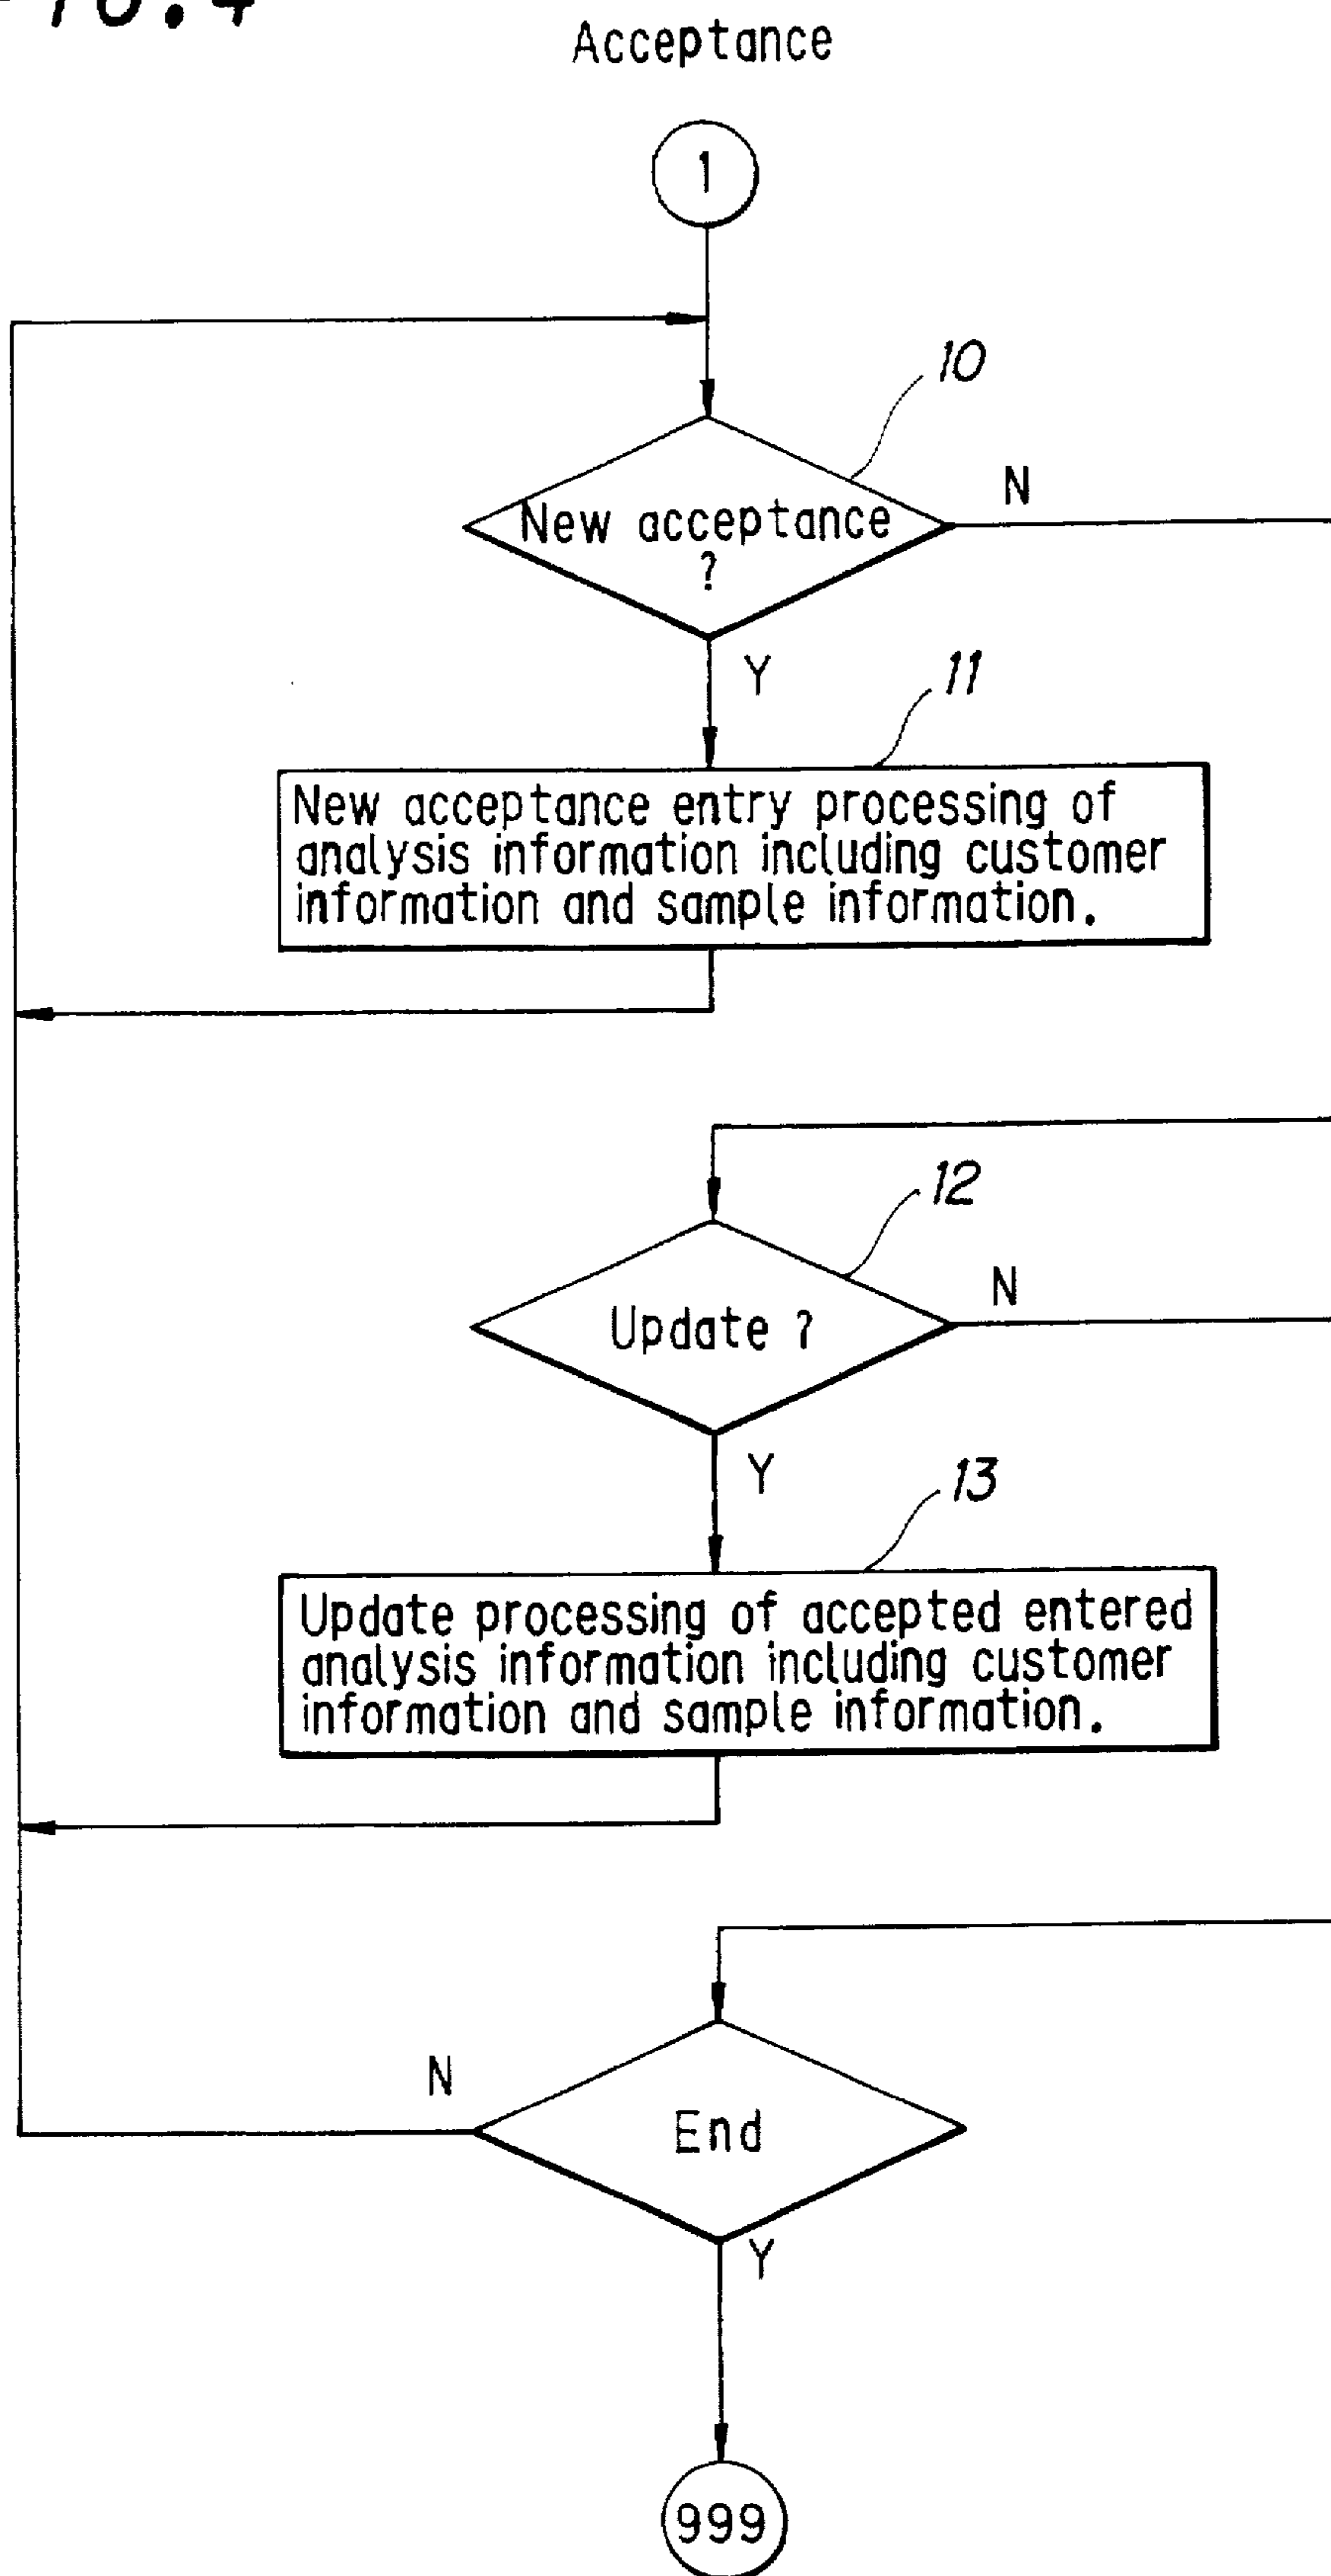 Acceptance
1
10
New acceptance
?
N
Y
11
New acceptance entry processing of
analysis information including customer
information and sample information.
12
Update ?
N
Y
13
Update processing of accepted entered
analysis information including customer
information and sample information.
N
End
Y
999